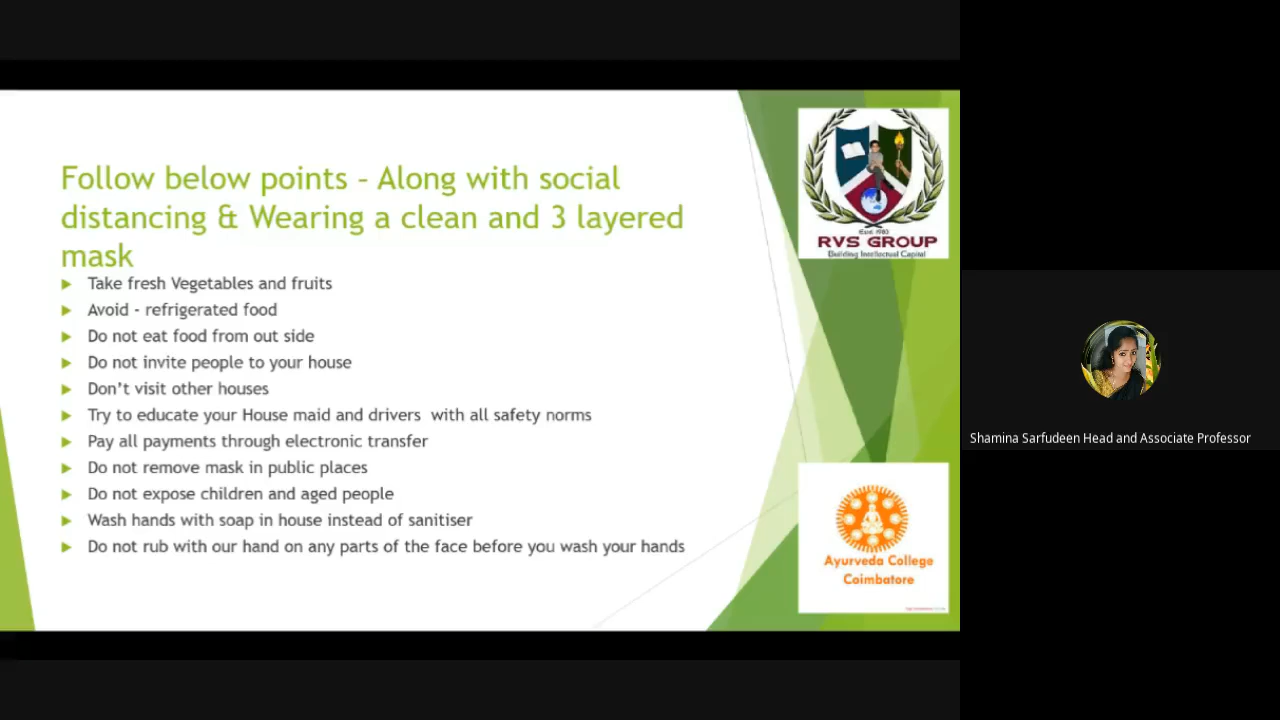 Follow below points – Along with social
distancing & Wearing a clean and 3 layered
mask
Take fresh Vegetables and fruits
Avoid - refrigerated food
Do not eat food from out side
Do not invite people to your house
Don’t visit other houses
Try to educate your House maid and drivers with all safety norms
Pay all payments through electronic transfer
Do not remove mask in public places
Do not expose children and aged people
Wash hands with soap in house instead of sanitiser
Do not rub with our hand on any parts of the face before you wash your hands
Estd 1983
RVS GROUP
Building Intellectual Capital
Ayurveda College
Coimbatore
Shamina Sarfudeen Head and Associate Professor